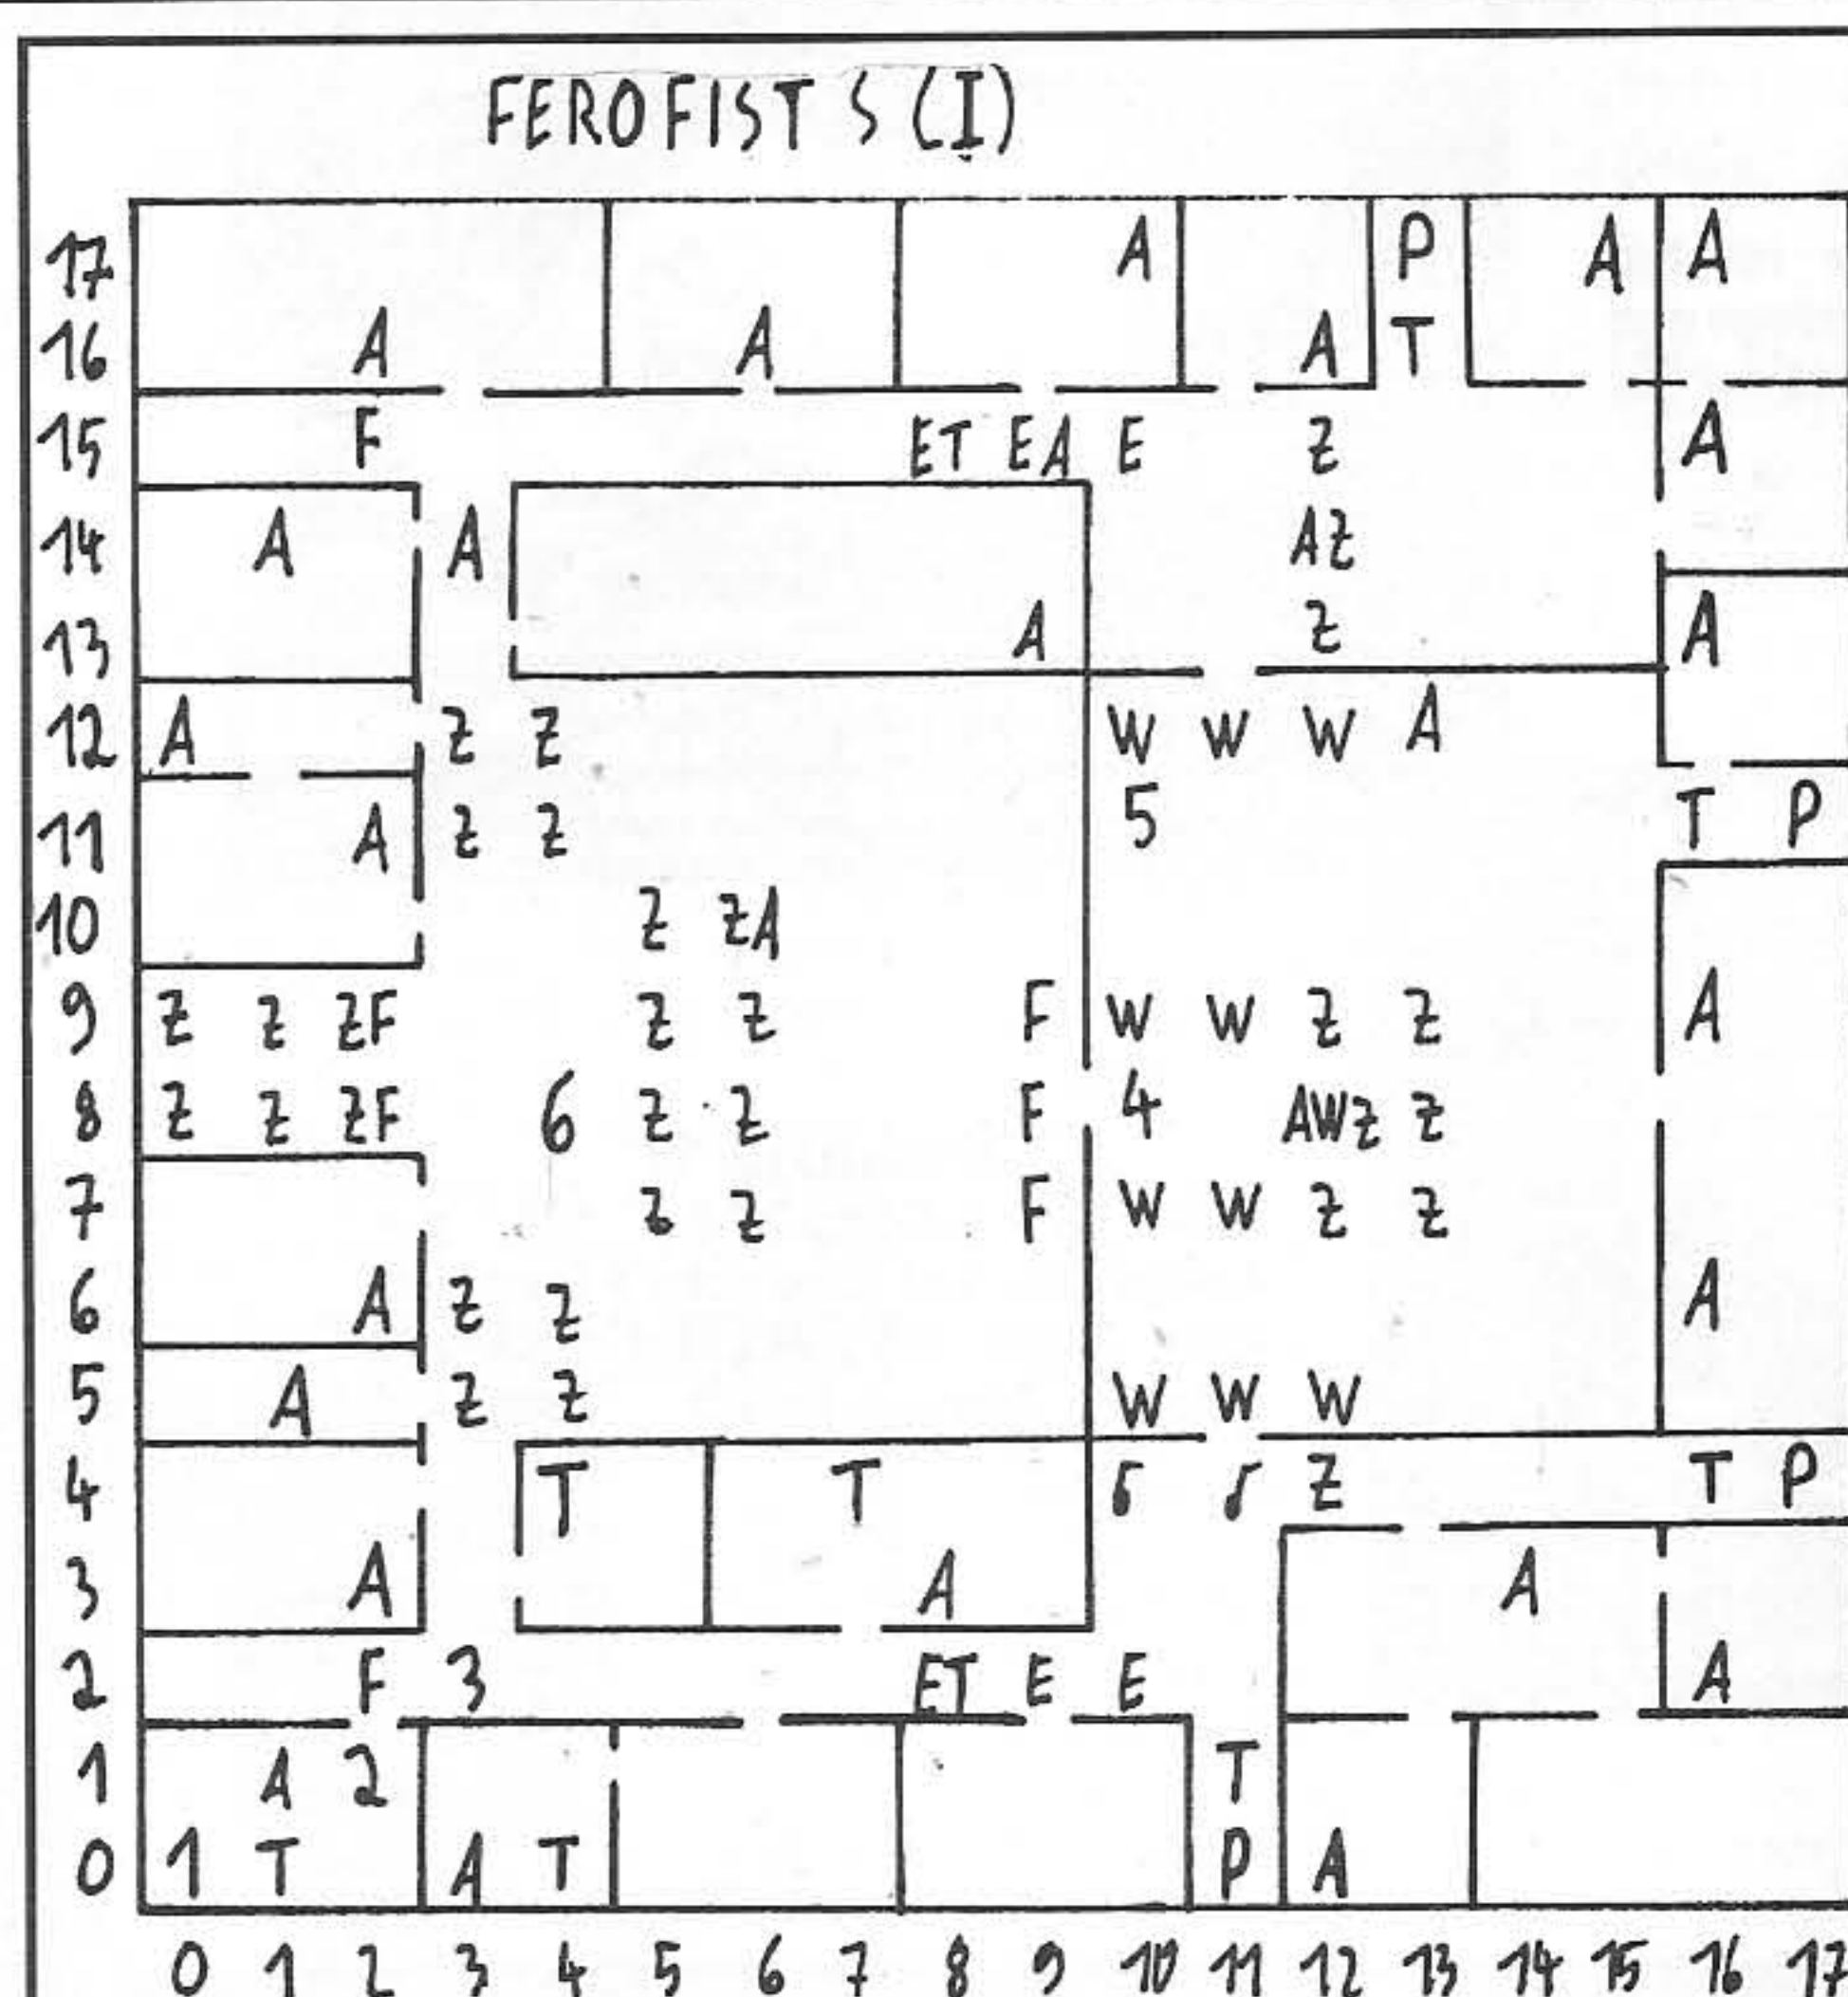 FEROFIST S (I)
17 A P A A
16 A A A T
15 F ET EA E Z A
14 A A AZ
13 A Z A
12 A Z Z W W W A
11 A Z Z 5 T P
10 Z ZA
9 Z Z ZF Z Z F W W Z Z A
8 Z Z ZF 6 Z Z F 4 AWZ Z
7 Z Z F W W Z Z
6 A Z Z A
5 A Z Z W W W
4 T T Z T P
3 A A A
2 F 3 ET E E A
1 A 2 T
0 1 T A T P A
0 1 2 3 4 5 6 7 8 9 10 11 12 13 14 15 16 17